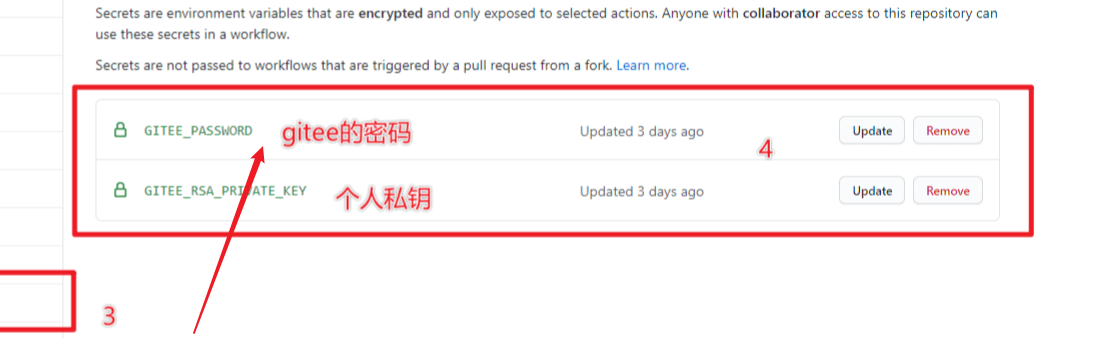 Secrets are environment variables that are encrypted and only exposed to selected actions. Anyone with collaborator access to this repository can
use these secrets in a workflow.
Secrets are not passed to workflows that are triggered by a pull request from a fork. Learn more.
GITEE_PASSWORD gitee的密码 Updated 3 days ago 4 Update Remove
GITEE_RSA_PRIVATE_KEY 个人私钥 Updated 3 days ago Update Remove
3